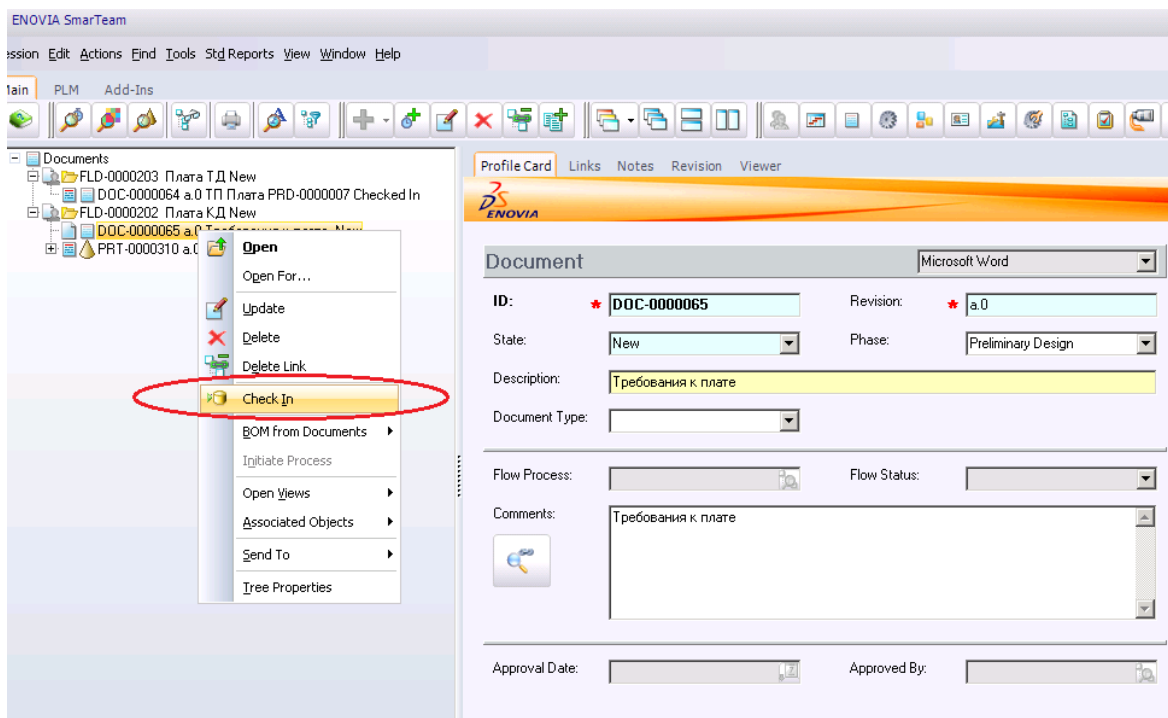 ENOVIA SmarTeam
ession Edit Actions Find Tools Std Reports View Window Help
Main PLM Add-Ins
Documents
FLD-0000203 Плата ТД New
DOC-0000064 a.0 ТП Плата PRD-0000007 Checked In
FLD-0000202 Плата КД New
DOC-0000065 a.0 Требования к плате New
PRT-0000310 a.0
Open
Open For...
Update
Delete
Delete Link
Check In
BOM from Documents
Initiate Process
Open Views
Associated Objects
Send To
Tree Properties
Profile Card Links Notes Revision Viewer
ENOVIA
Document Microsoft Word
ID: * DOC-0000065 Revision: * a.0
State: New Phase: Preliminary Design
Description: Требования к плате
Document Type:
Flow Process: Flow Status:
Comments: Требования к плате
Approval Date: Approved By: